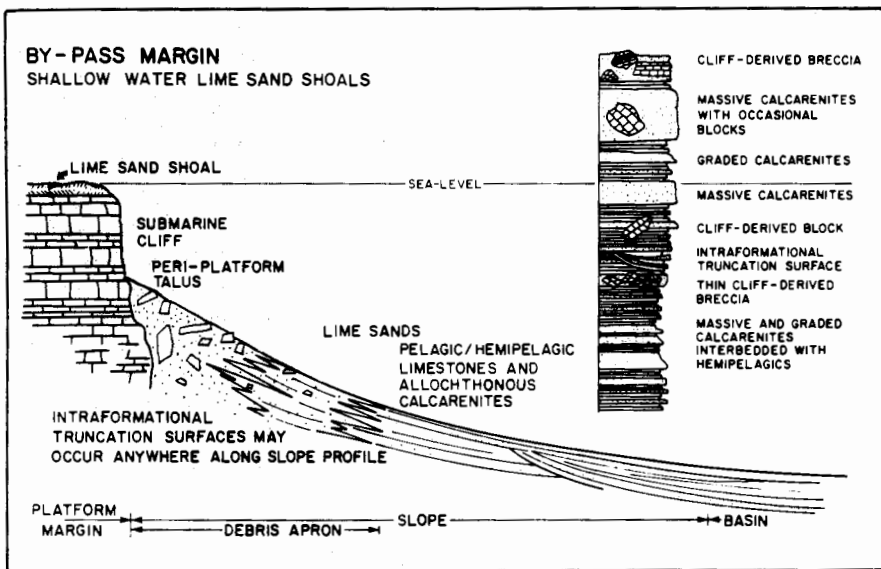 BY-PASS MARGIN
SHALLOW WATER LIME SAND SHOALS
LIME SAND SHOAL
SEA-LEVEL
SUBMARINE
CLIFF
PERI-PLATFORM
TALUS
LIME SANDS
PELAGIC/HEMIPELAGIC
LIMESTONES AND
ALLOCHTHONOUS
CALCARENITES
INTRAFORMATIONAL
TRUNCATION SURFACES MAY
OCCUR ANYWHERE ALONG SLOPE PROFILE
PLATFORM
MARGIN
DEBRIS APRON
SLOPE
BASIN
CLIFF-DERIVED BRECCIA
MASSIVE CALCARENITES
WITH OCCASIONAL
BLOCKS
GRADED CALCARENITES
MASSIVE CALCARENITES
CLIFF-DERIVED BLOCK
INTRAFORMATIONAL
TRUNCATION SURFACE
THIN CLIFF-DERIVED
BRECCIA
MASSIVE AND GRADED
CALCARENITES
INTERBEDDED WITH
HEMIPELAGICS